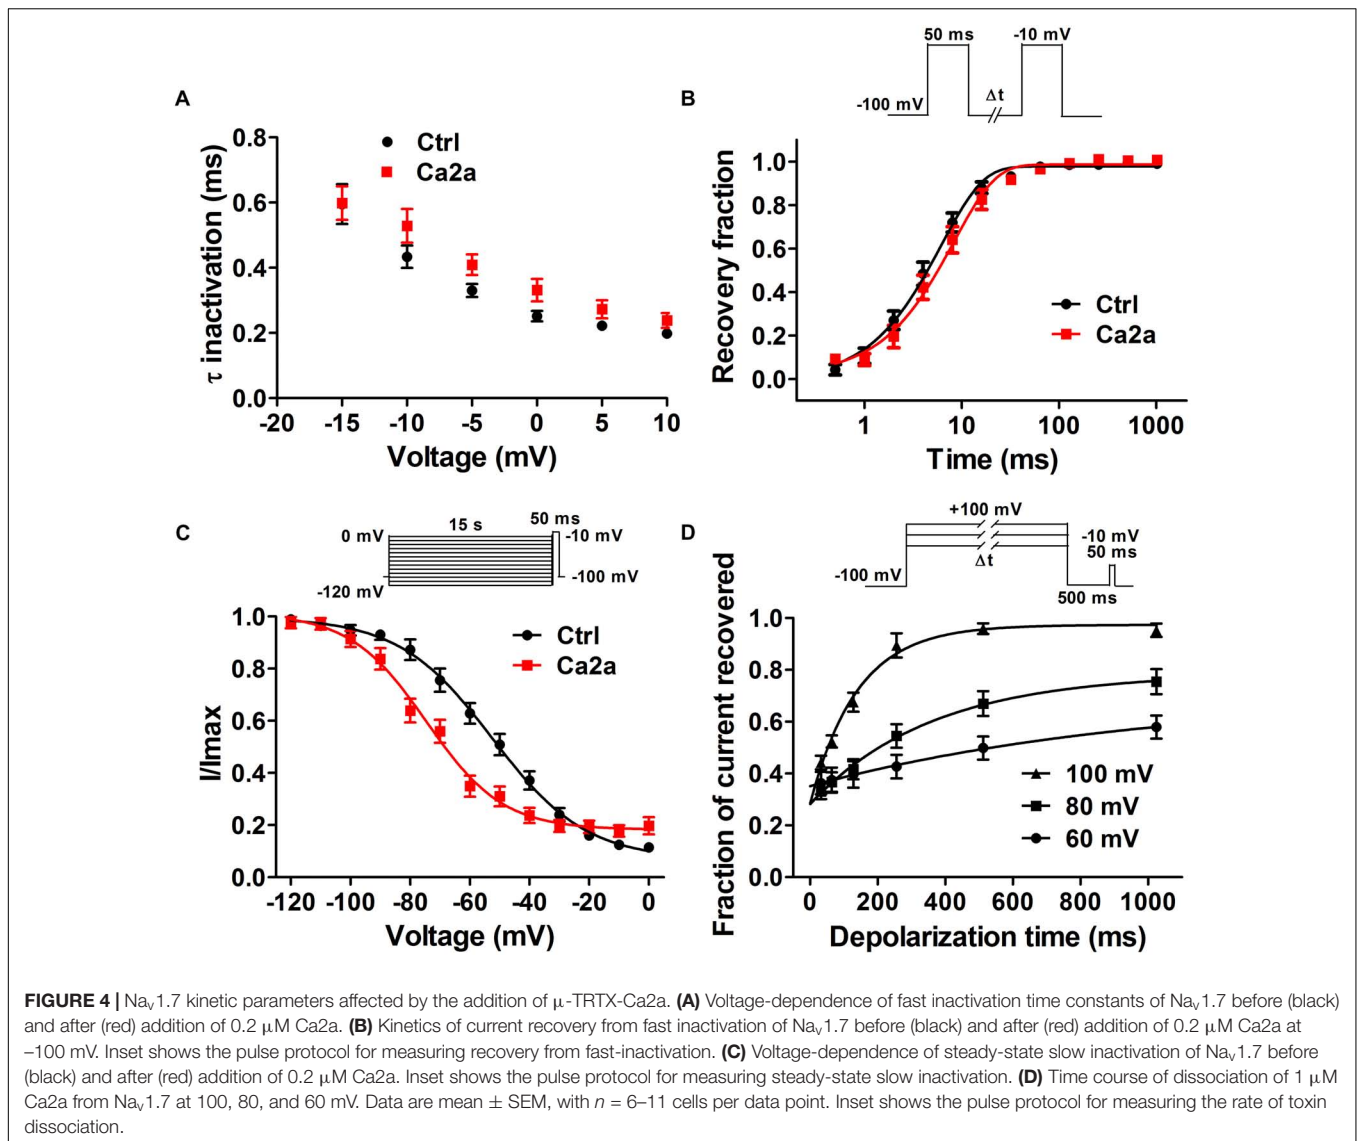 A
0.8
0.6
0.4
0.2
0.0
τ inactivation (ms)
Ctrl
Ca2a
-20 -15 -10 -5 0 5 10
Voltage (mV)
B
50 ms -10 mV
-100 mV Δt
1.0
0.8
0.6
0.4
0.2
0.0
Recovery fraction
Ctrl
Ca2a
1 10 100 1000
Time (ms)
C
0 mV 15 s 50 ms -10 mV
-120 mV -100 mV
1.0
0.8
0.6
0.4
0.2
0.0
I/Imax
Ctrl
Ca2a
-120 -100 -80 -60 -40 -20 0
Voltage (mV)
D
+100 mV
-10 mV
50 ms
-100 mV Δt
500 ms
1.0
0.8
0.6
0.4
0.2
0.0
Fraction of current recovered
100 mV
80 mV
60 mV
0 200 400 600 800 1000
Depolarization time (ms)
FIGURE 4 | Naᵥ1.7 kinetic parameters affected by the addition of μ-TRTX-Ca2a. (A) Voltage-dependence of fast inactivation time constants of Naᵥ1.7 before (black)
and after (red) addition of 0.2 μM Ca2a. (B) Kinetics of current recovery from fast inactivation of Naᵥ1.7 before (black) and after (red) addition of 0.2 μM Ca2a at
–100 mV. Inset shows the pulse protocol for measuring recovery from fast-inactivation. (C) Voltage-dependence of steady-state slow inactivation of Naᵥ1.7 before
(black) and after (red) addition of 0.2 μM Ca2a. Inset shows the pulse protocol for measuring steady-state slow inactivation. (D) Time course of dissociation of 1 μM
Ca2a from Naᵥ1.7 at 100, 80, and 60 mV. Data are mean ± SEM, with n = 6–11 cells per data point. Inset shows the pulse protocol for measuring the rate of toxin
dissociation.